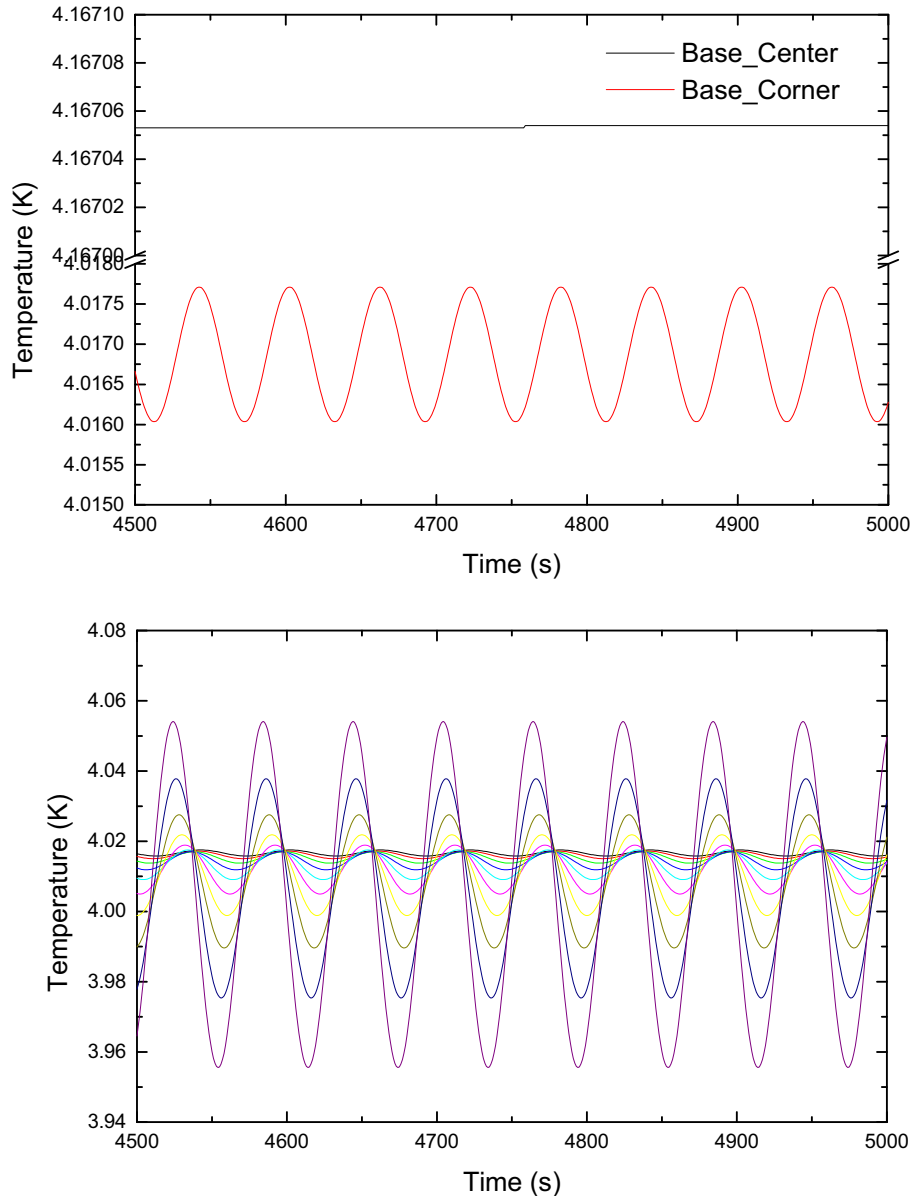 4.16710
Base_Center
4.16708
Base_Corner
4.16706
4.16704
4.16702
4.16700
4.0180
4.0175
4.0170
4.0165
4.0160
4.0155
4.0150
Temperature (K)
4500 4600 4700 4800 4900 5000
Time (s)
4.08
4.06
4.04
4.02
4.00
3.98
3.96
3.94
Temperature (K)
4500 4600 4700 4800 4900 5000
Time (s)